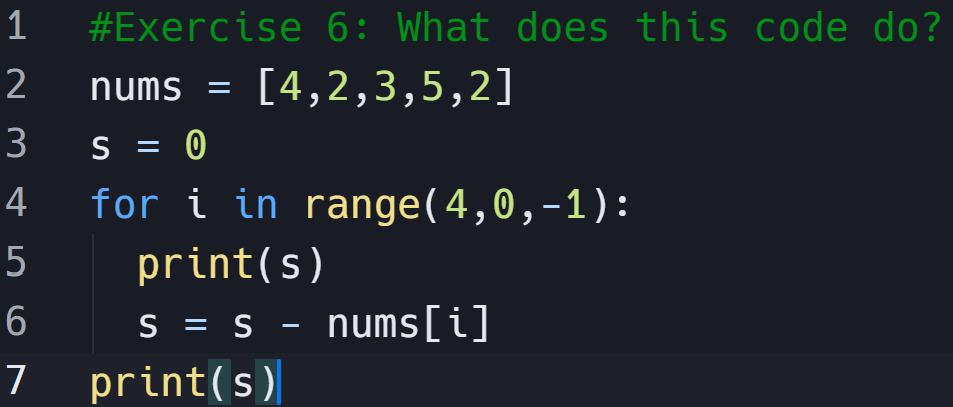 1 #Exercise 6: What does this code do?
2 nums = [4,2,3,5,2]
3 s = 0
4 for i in range(4,0,-1):
5   print(s)
6   s = s - nums[i]
7 print(s)